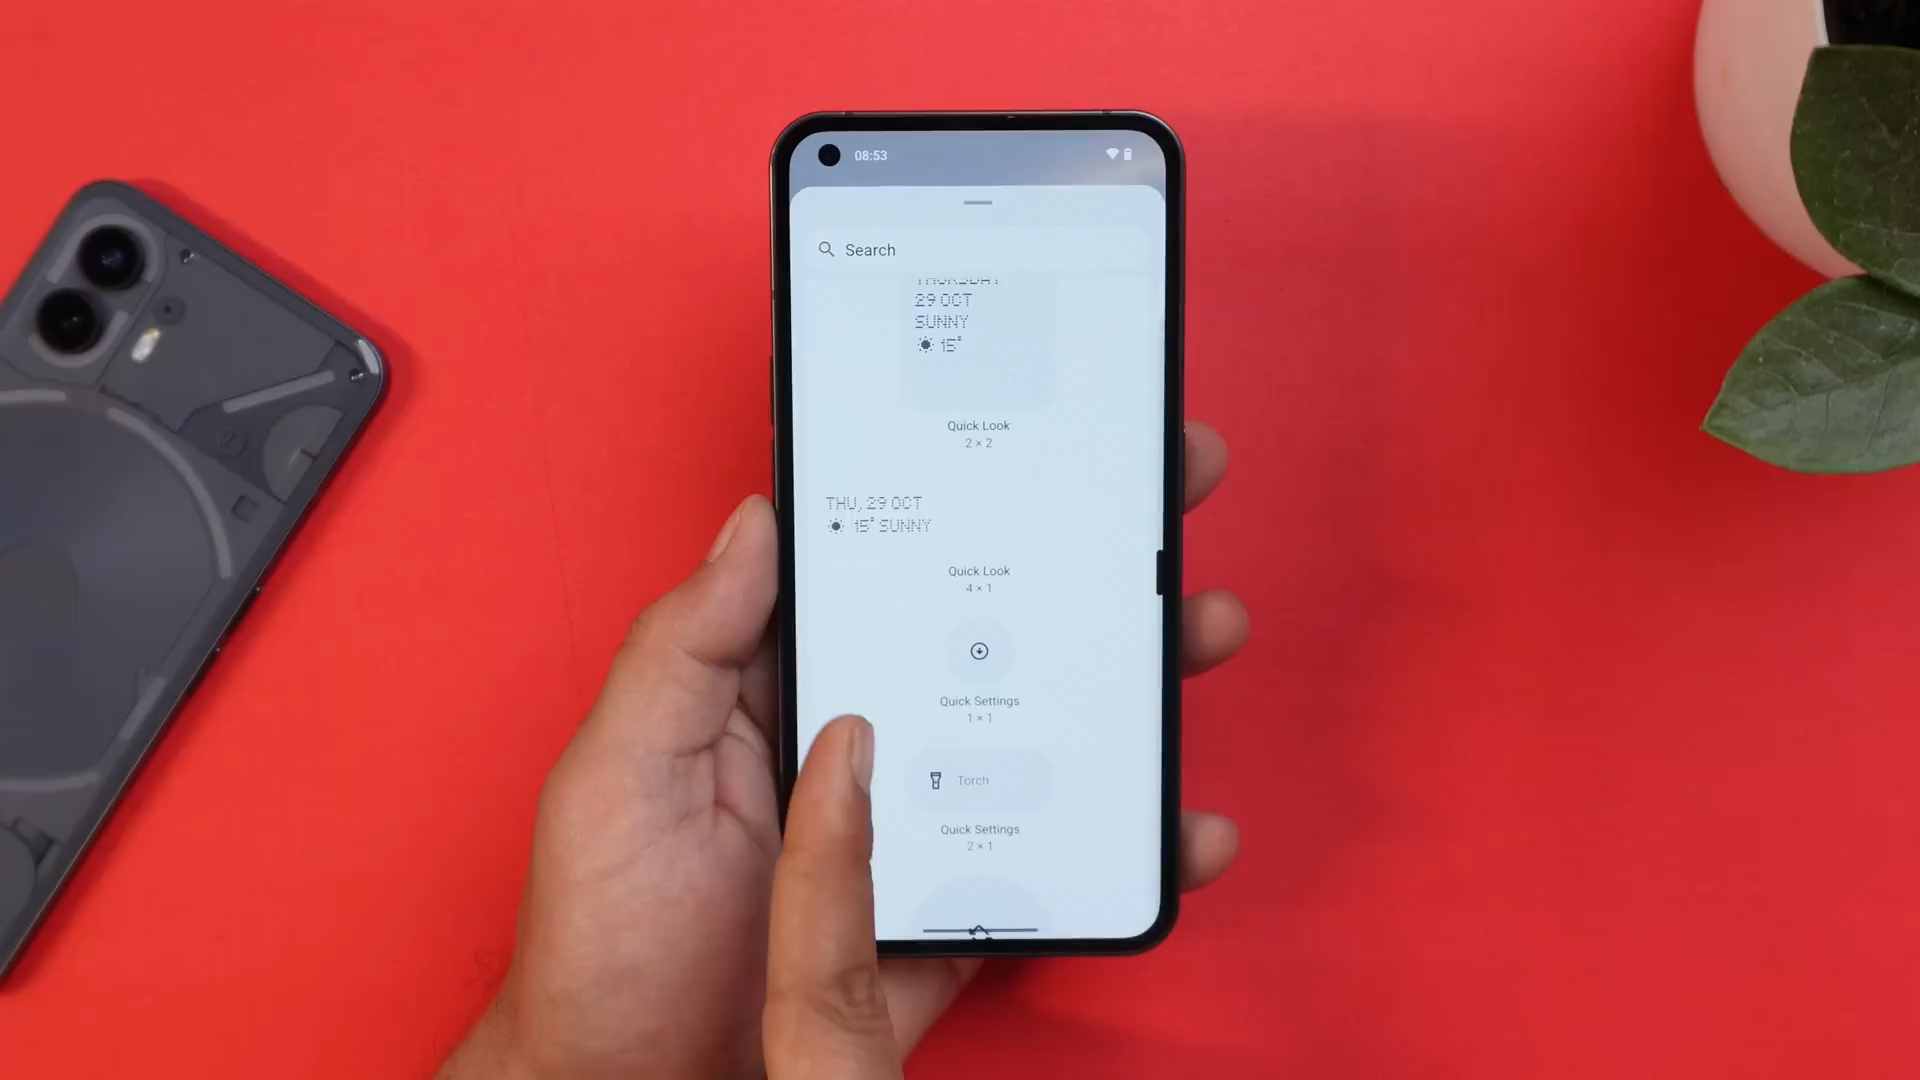 08:53
Search
THURSDAY
29 OCT
SUNNY
15°
Quick Look
2 × 2
THU, 29 OCT
15° SUNNY
Quick Look
4 × 1
Quick Settings
1 × 1
Torch
Quick Settings
2 × 1